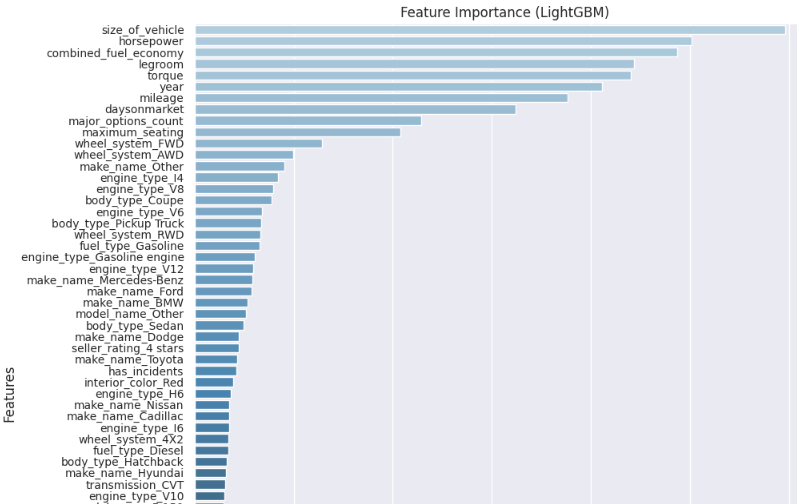 Feature Importance (LightGBM)
size_of_vehicle
horsepower
combined_fuel_economy
legroom
torque
year
mileage
daysonmarket
major_options_count
maximum_seating
wheel_system_FWD
wheel_system_AWD
make_name_Other
engine_type_I4
engine_type_V8
body_type_Coupe
engine_type_V6
body_type_Pickup Truck
wheel_system_RWD
fuel_type_Gasoline
engine_type_Gasoline engine
engine_type_V12
make_name_Mercedes-Benz
make_name_Ford
make_name_BMW
model_name_Other
body_type_Sedan
make_name_Dodge
seller_rating_4 stars
make_name_Toyota
has_incidents
interior_color_Red
engine_type_H6
make_name_Nissan
make_name_Cadillac
engine_type_I6
wheel_system_4X2
fuel_type_Diesel
body_type_Hatchback
make_name_Hyundai
transmission_CVT
engine_type_V10
Features